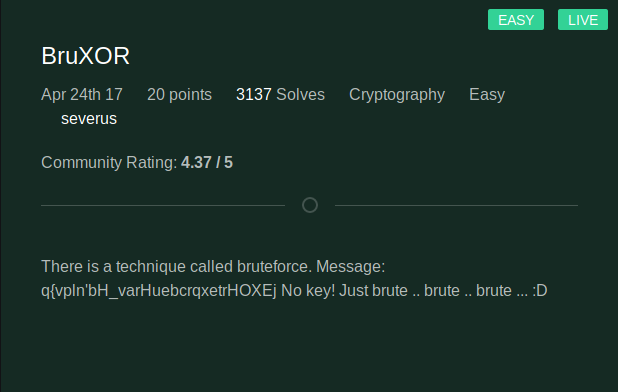 EASY LIVE
BruXOR
Apr 24th 17 20 points 3137 Solves Cryptography Easy
severus
Community Rating: 4.37 / 5
There is a technique called bruteforce. Message:
q{vpln'bH_varHuebcrqxetrHOXEj No key! Just brute .. brute .. brute ... :D